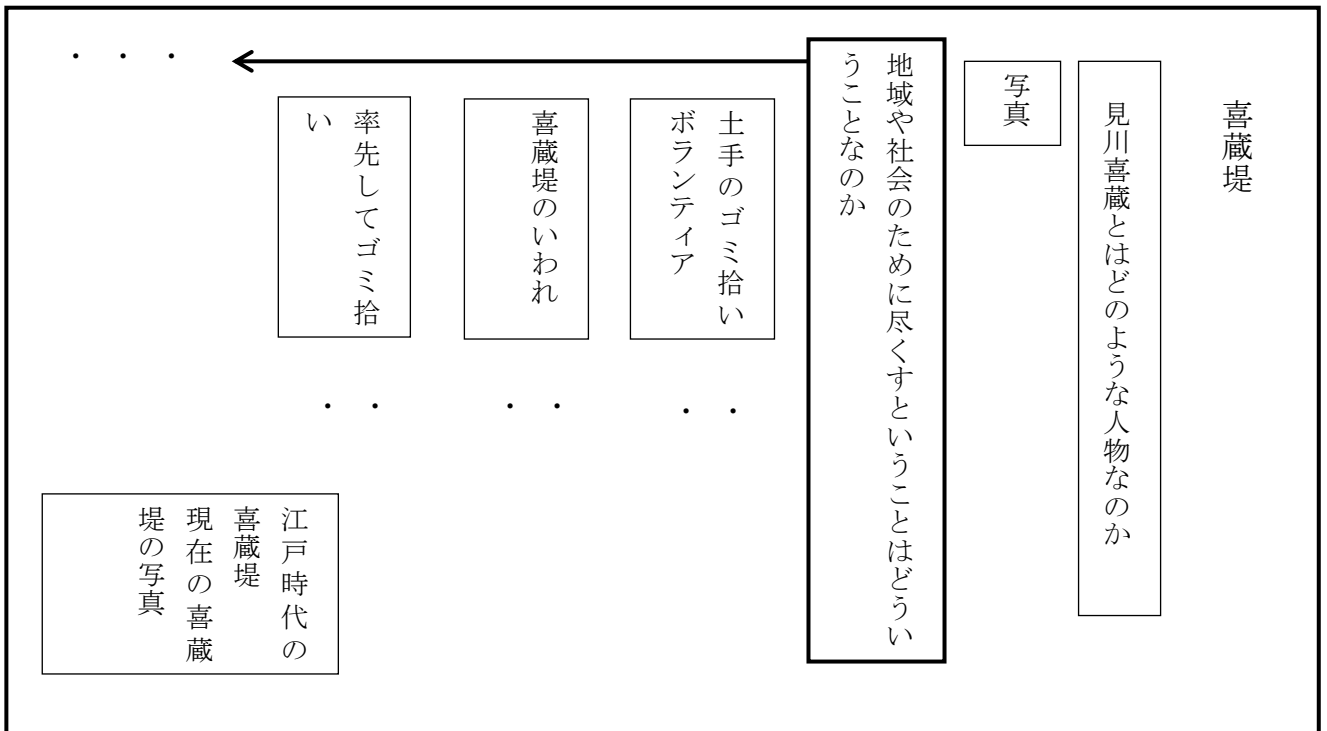 喜蔵堤
見川喜蔵とはどのような人物なのか
写真
地域や社会のために尽くすということはどうい
うことなのか
土手のゴミ拾い
ボランティア
・・
喜蔵堤のいわれ
・・
率先してゴミ拾
い
・・
・・・
江戸時代の
喜蔵堤
現在の喜蔵
堤の写真